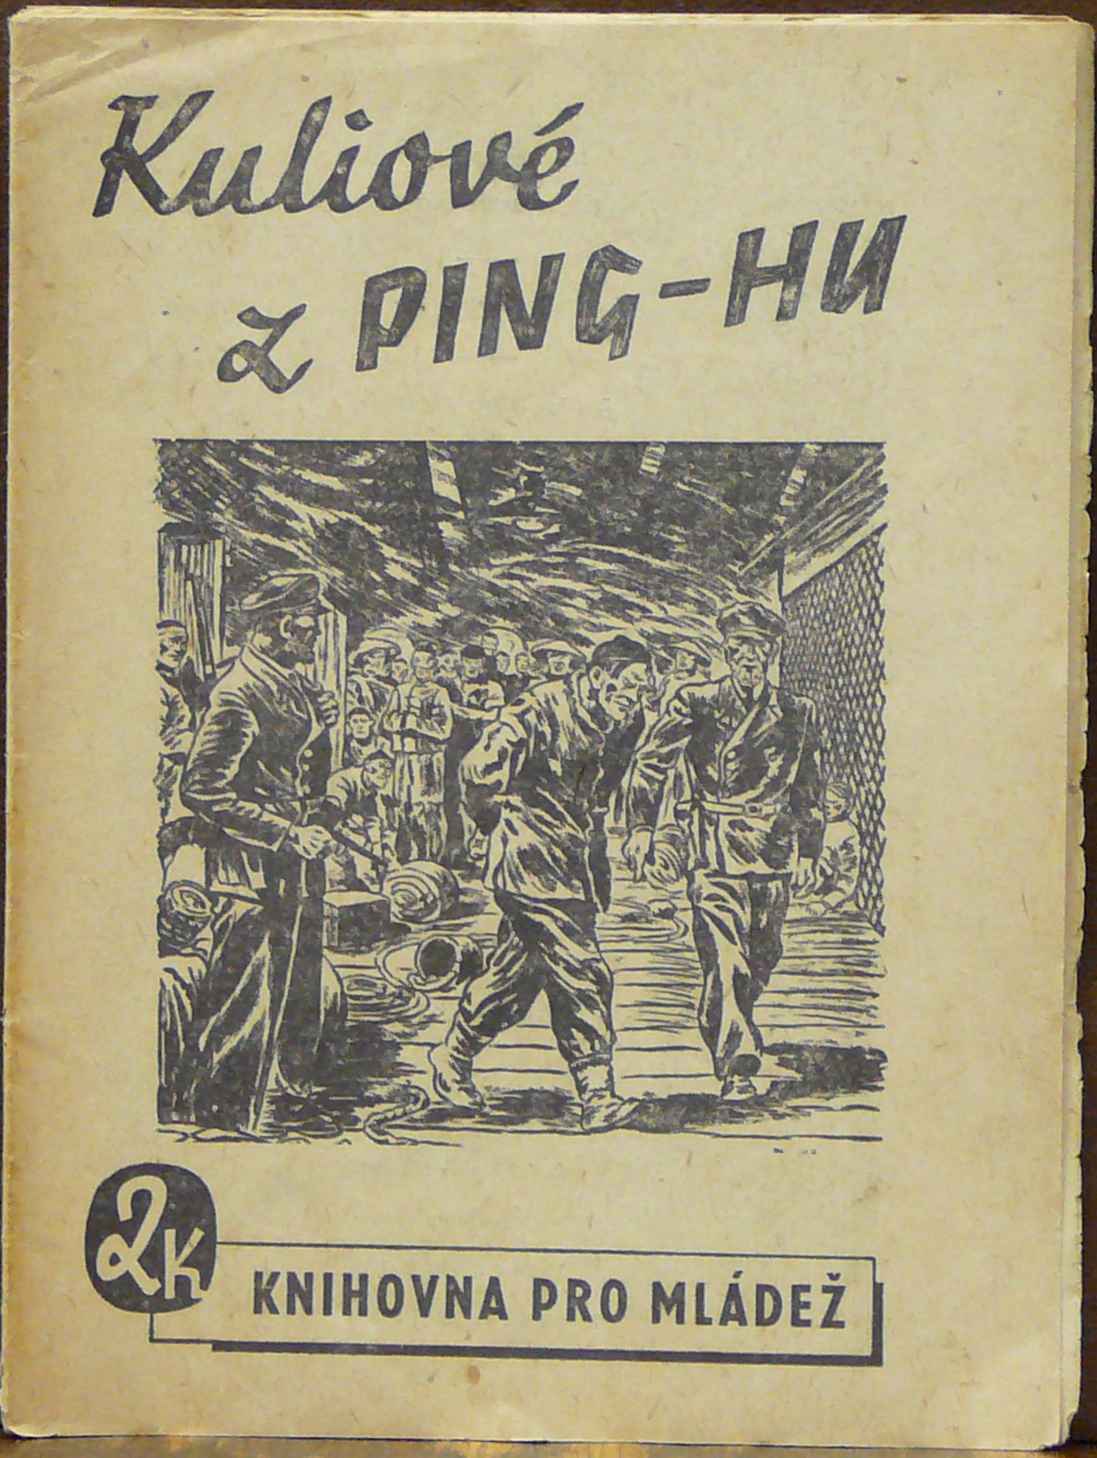 Kuliové
z PING-HU
2K
KNIHOVNA PRO MLÁDEŽ